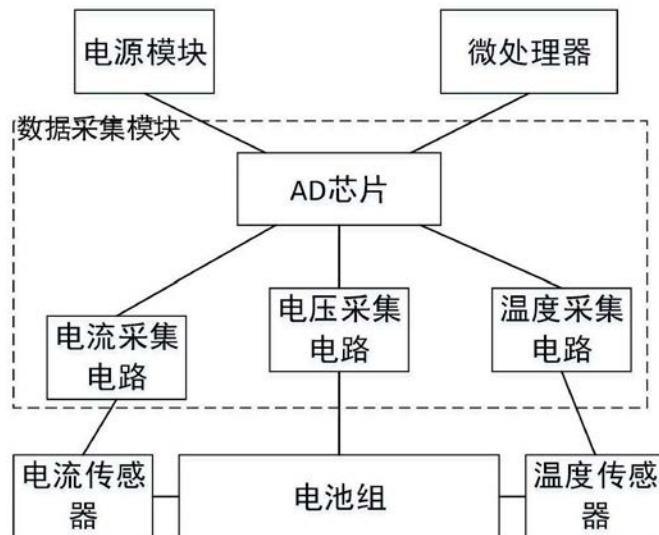 电源模块
微处理器
数据采集模块
AD芯片
电流采集
电路
电压采集
电路
温度采集
电路
电流传感
器
电池组
温度传感
器